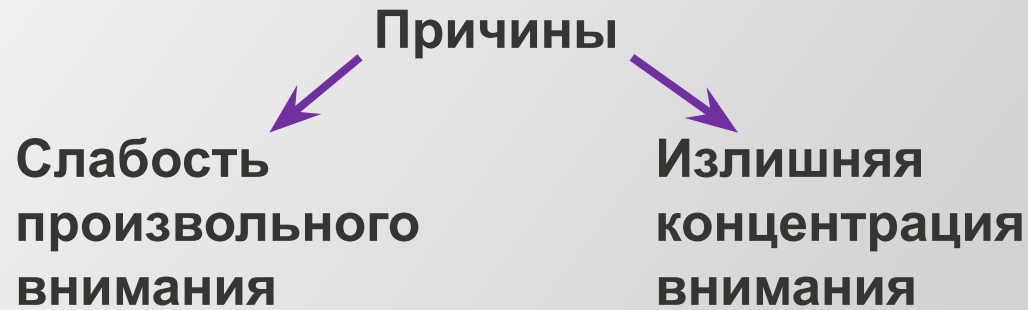 Причины
Слабость
произвольного
внимания
Излишняя
концентрация
внимания